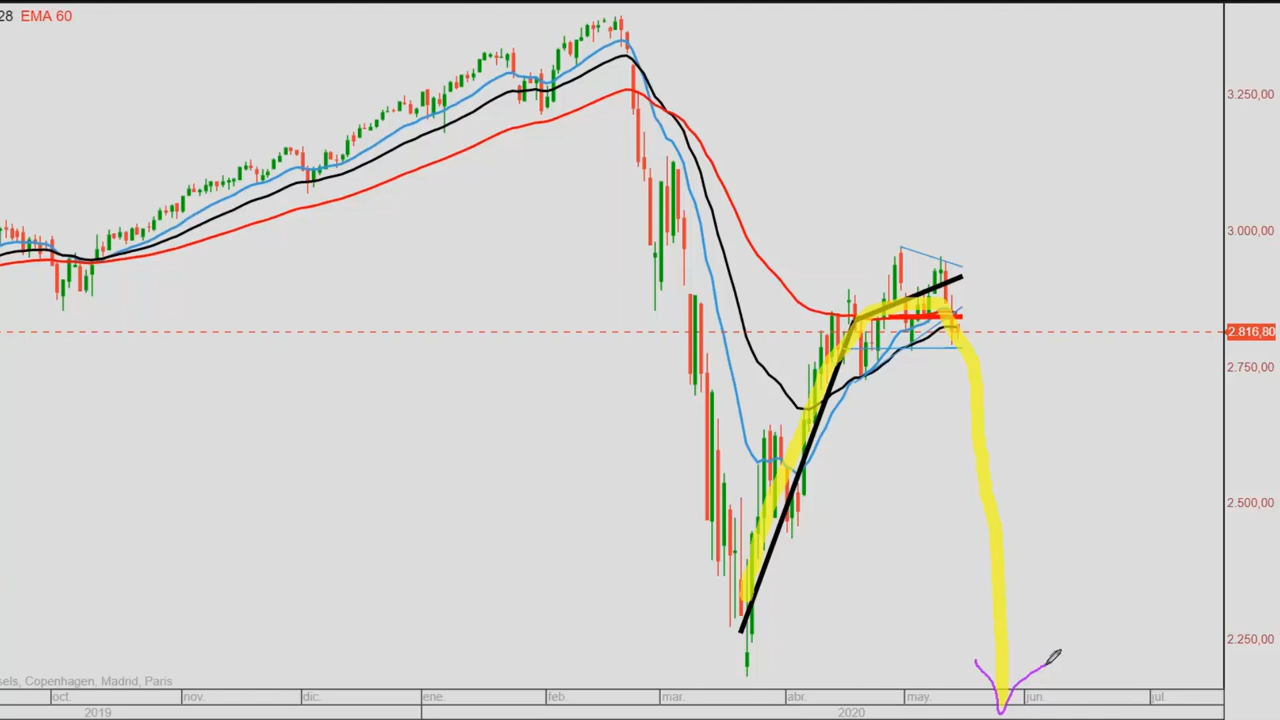 28 EMA 60
3.250,00
3.000,00
2.816,80
2.750,00
2.500,00
2.250,00
sels, Copenhagen, Madrid, Paris
oct. nov. dic. ene. feb. mar. abr. may. jun. jul.
2019 2020